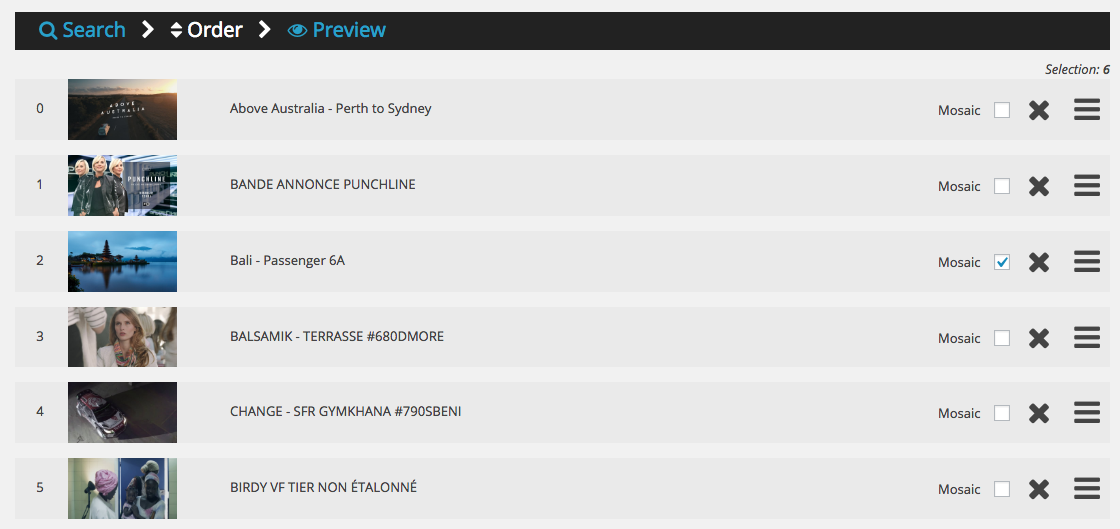 Search Order Preview
Selection: 6
0 ABOVE AUSTRALIA Above Australia - Perth to Sydney Mosaic
1 PUNCHLINE BANDE ANNONCE PUNCHLINE Mosaic
2 Bali - Passenger 6A Mosaic
3 BALSAMIK - TERRASSE #680DMORE Mosaic
4 CHANGE - SFR GYMKHANA #790SBENI Mosaic
5 BIRDY VF TIER NON ÉTALONNÉ Mosaic